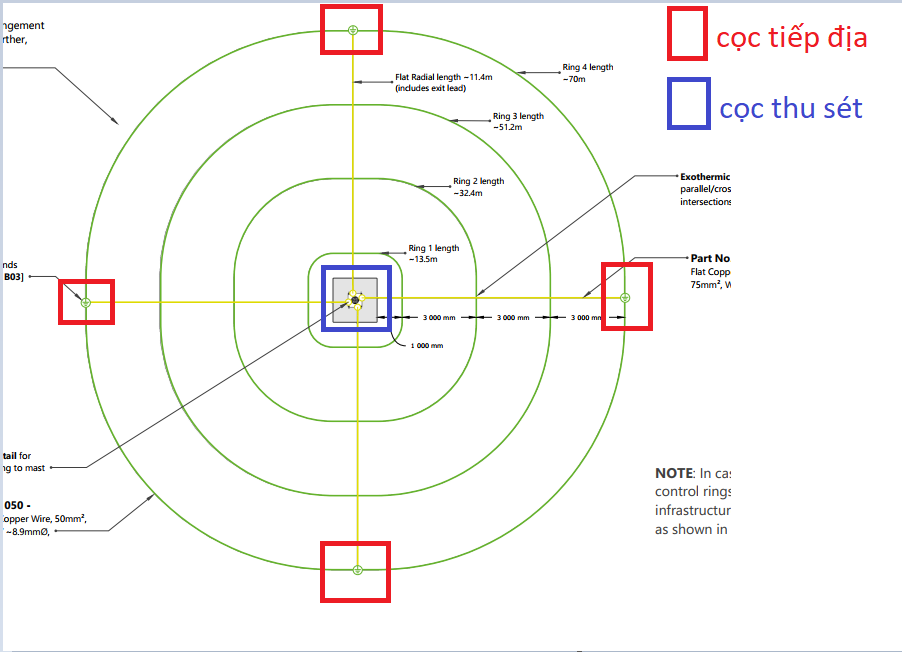 ngement
rther,
cọc tiếp địa
Ring 4 length
~70m
Flat Radial length ~11.4m
(includes exit lead)
cọc thu sét
Ring 3 length
~51.2m
Ring 2 length
~32.4m
Exothermic
parallel/cros
intersections
Ring 1 length
~13.5m
nds
B03]
Part No
Flat Copp
75mm², W
3 000 mm
3 000 mm
3 000 mm
1 000 mm
tail for
ng to mast
NOTE: In cas
control rings
infrastructur
as shown in
050 -
opper Wire, 50mm²,
~8.9mmØ,